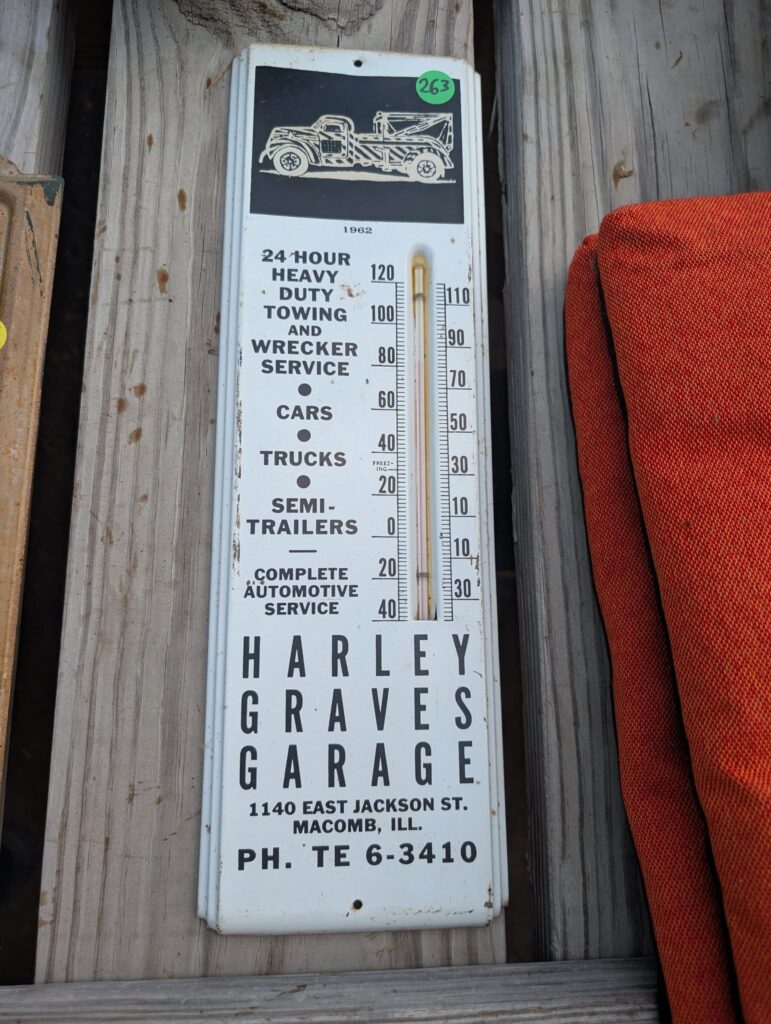 263
1962
24 HOUR
HEAVY
DUTY
TOWING
AND
WRECKER
SERVICE
CARS
TRUCKS
SEMI-
TRAILERS
COMPLETE
AUTOMOTIVE
SERVICE
120
110
100
90
80
70
60
50
40
FREEZ-
ING
30
20
10
0
10
20
30
40
HARLEY
GRAVES
GARAGE
1140 EAST JACKSON ST.
MACOMB, ILL.
PH. TE 6-3410